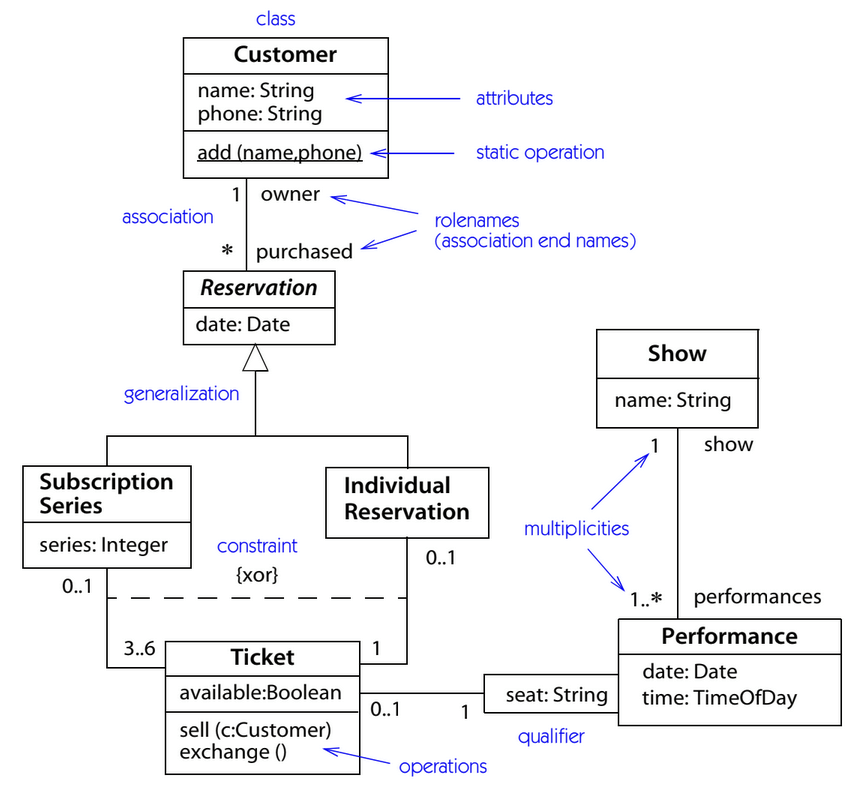 class
Customer
name: String
phone: String
attributes
add (name,phone)
static operation
1
owner
association
rolenames
(association end names)
*
purchased
Reservation
date: Date
generalization
Show
name: String
1
show
Subscription
Series
series: Integer
Individual
Reservation
multiplicities
constraint
{xor}
0..1
0..1
1..*
performances
3..6
1
Ticket
available:Boolean
sell (c:Customer)
exchange ()
operations
0..1
1
seat: String
qualifier
Performance
date: Date
time: TimeOfDay